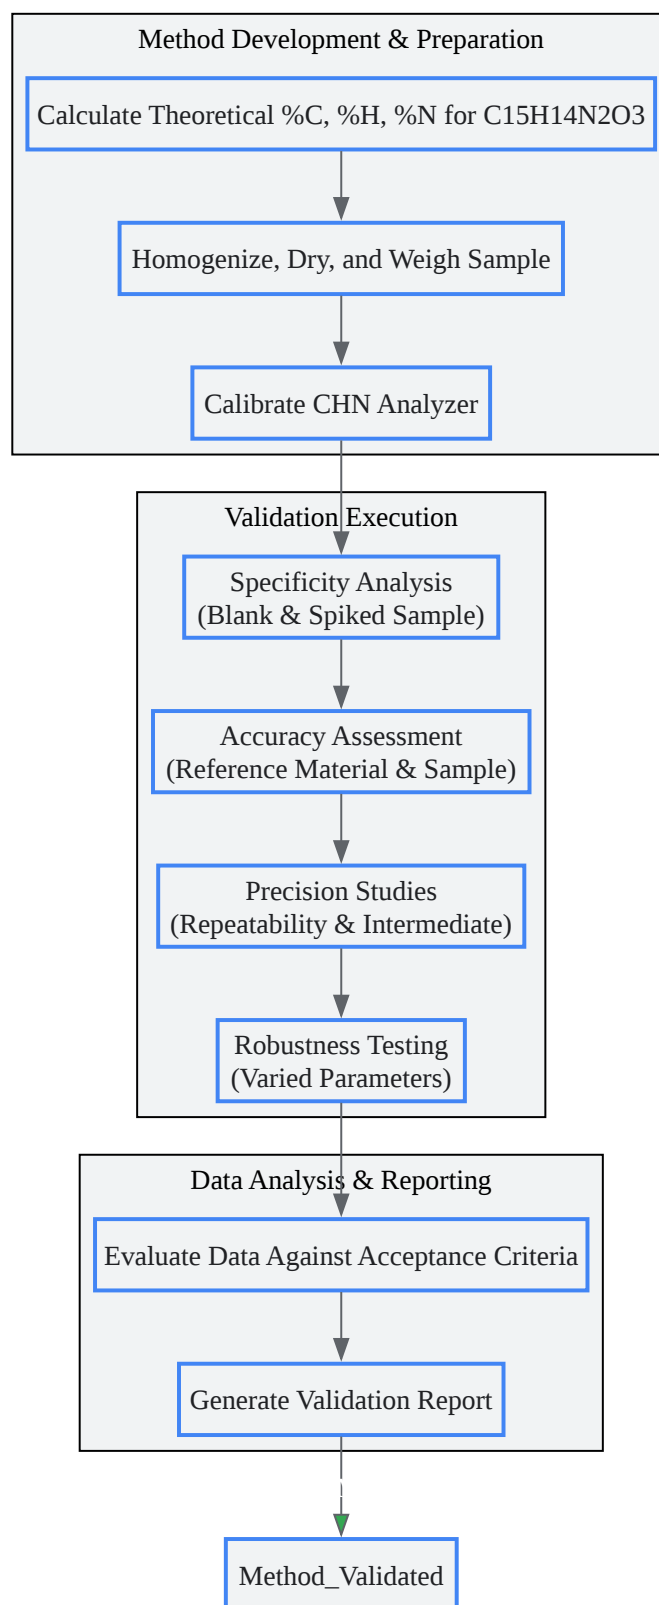 Method Development & Preparation
Calculate Theoretical %C, %H, %N for C15H14N2O3
Homogenize, Dry, and Weigh Sample
Calibrate CHN Analyzer
Validation Execution
Specificity Analysis
(Blank & Spiked Sample)
Accuracy Assessment
(Reference Material & Sample)
Precision Studies
(Repeatability & Intermediate)
Robustness Testing
(Varied Parameters)
Data Analysis & Reporting
Evaluate Data Against Acceptance Criteria
Generate Validation Report
Method_Validated